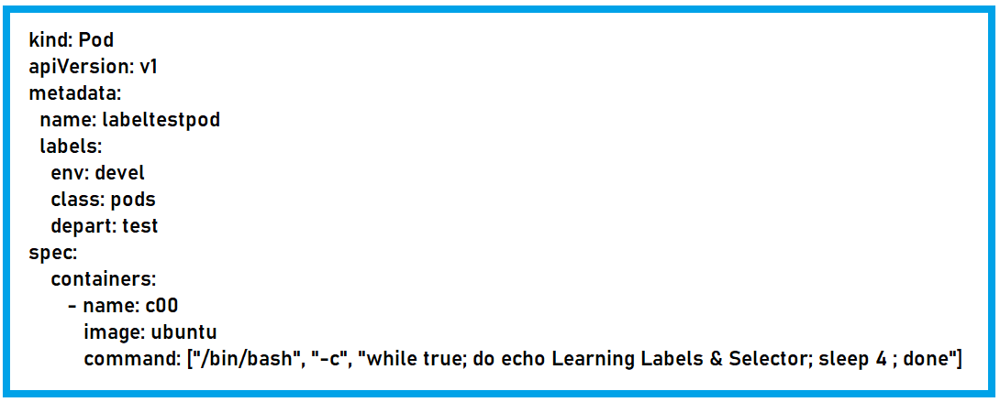 kind: Pod
apiVersion: v1
metadata:
  name: labeltestpod
  labels:
    env: devel
    class: pods
    depart: test
spec:
    containers:
       - name: c00
         image: ubuntu
         command: ["/bin/bash", "-c", "while true; do echo Learning Labels & Selector; sleep 4 ; done"]